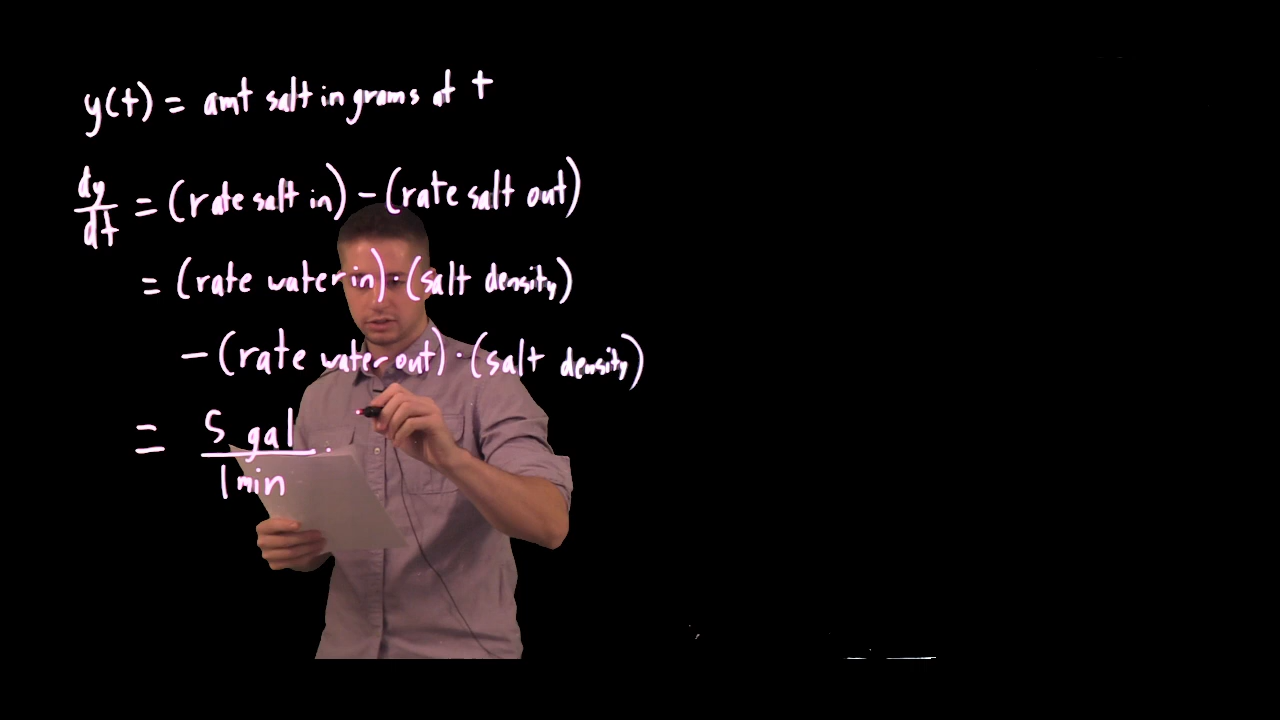 y(t) = amt salt in grams at t
dy/dt = (rate salt in) - (rate salt out)
= (rate water in) · (salt density)
- (rate water out) · (salt density)
= 5 gal / 1 min ·